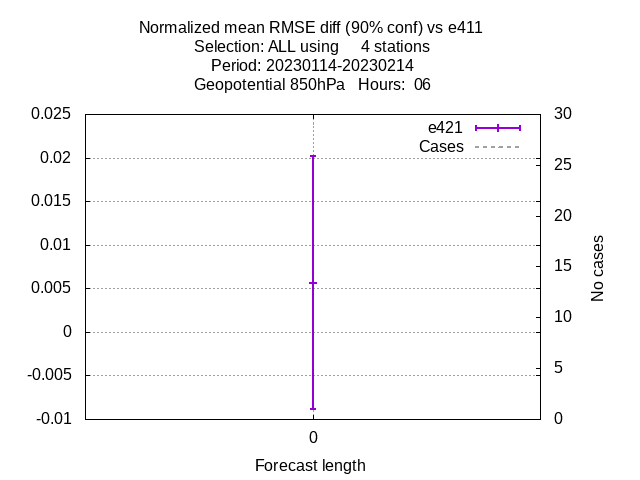 Normalized mean RMSE diff (90% conf) vs e411
Selection: ALL using     4 stations
Period: 20230114-20230214
Geopotential 850hPa   Hours:  06
0.025
0.02
0.015
0.01
0.005
0
-0.005
-0.01
30
25
20
15
10
5
0
e421
Cases
No cases
0
Forecast length